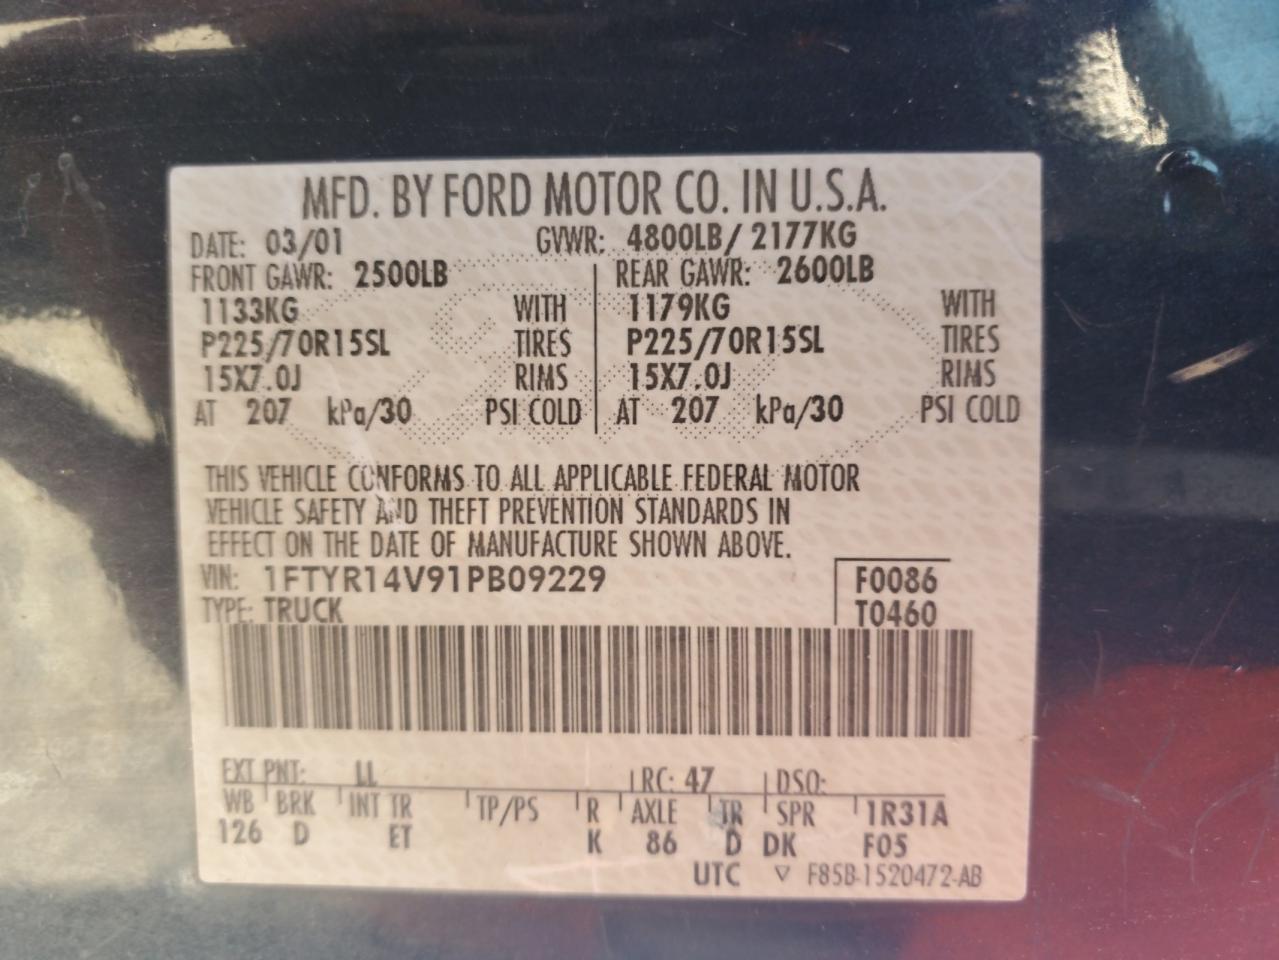 MFD. BY FORD MOTOR CO. IN U.S.A.
DATE: 03/01 GVWR: 4800LB/ 2177KG
FRONT GAWR: 2500LB REAR GAWR: 2600LB
1133KG WITH 1179KG WITH
P225/70R15SL TIRES P225/70R15SL TIRES
15X7.0J RIMS 15X7.0J RIMS
AT 207 kPa/30 PSI COLD AT 207 kPa/30 PSI COLD
THIS VEHICLE CONFORMS TO ALL APPLICABLE FEDERAL MOTOR
VEHICLE SAFETY AND THEFT PREVENTION STANDARDS IN
EFFECT ON THE DATE OF MANUFACTURE SHOWN ABOVE.
VIN: 1FTYR14V91PB09229 F0086
TYPE: TRUCK T0460
EXT PNT: LL RC: 47 DSO:
WB BRK INT TR TP/PS R AXLE TR SPR 1R31A
126 D ET K 86 D DK F05
UTC ▽ F85B-1520472-AB